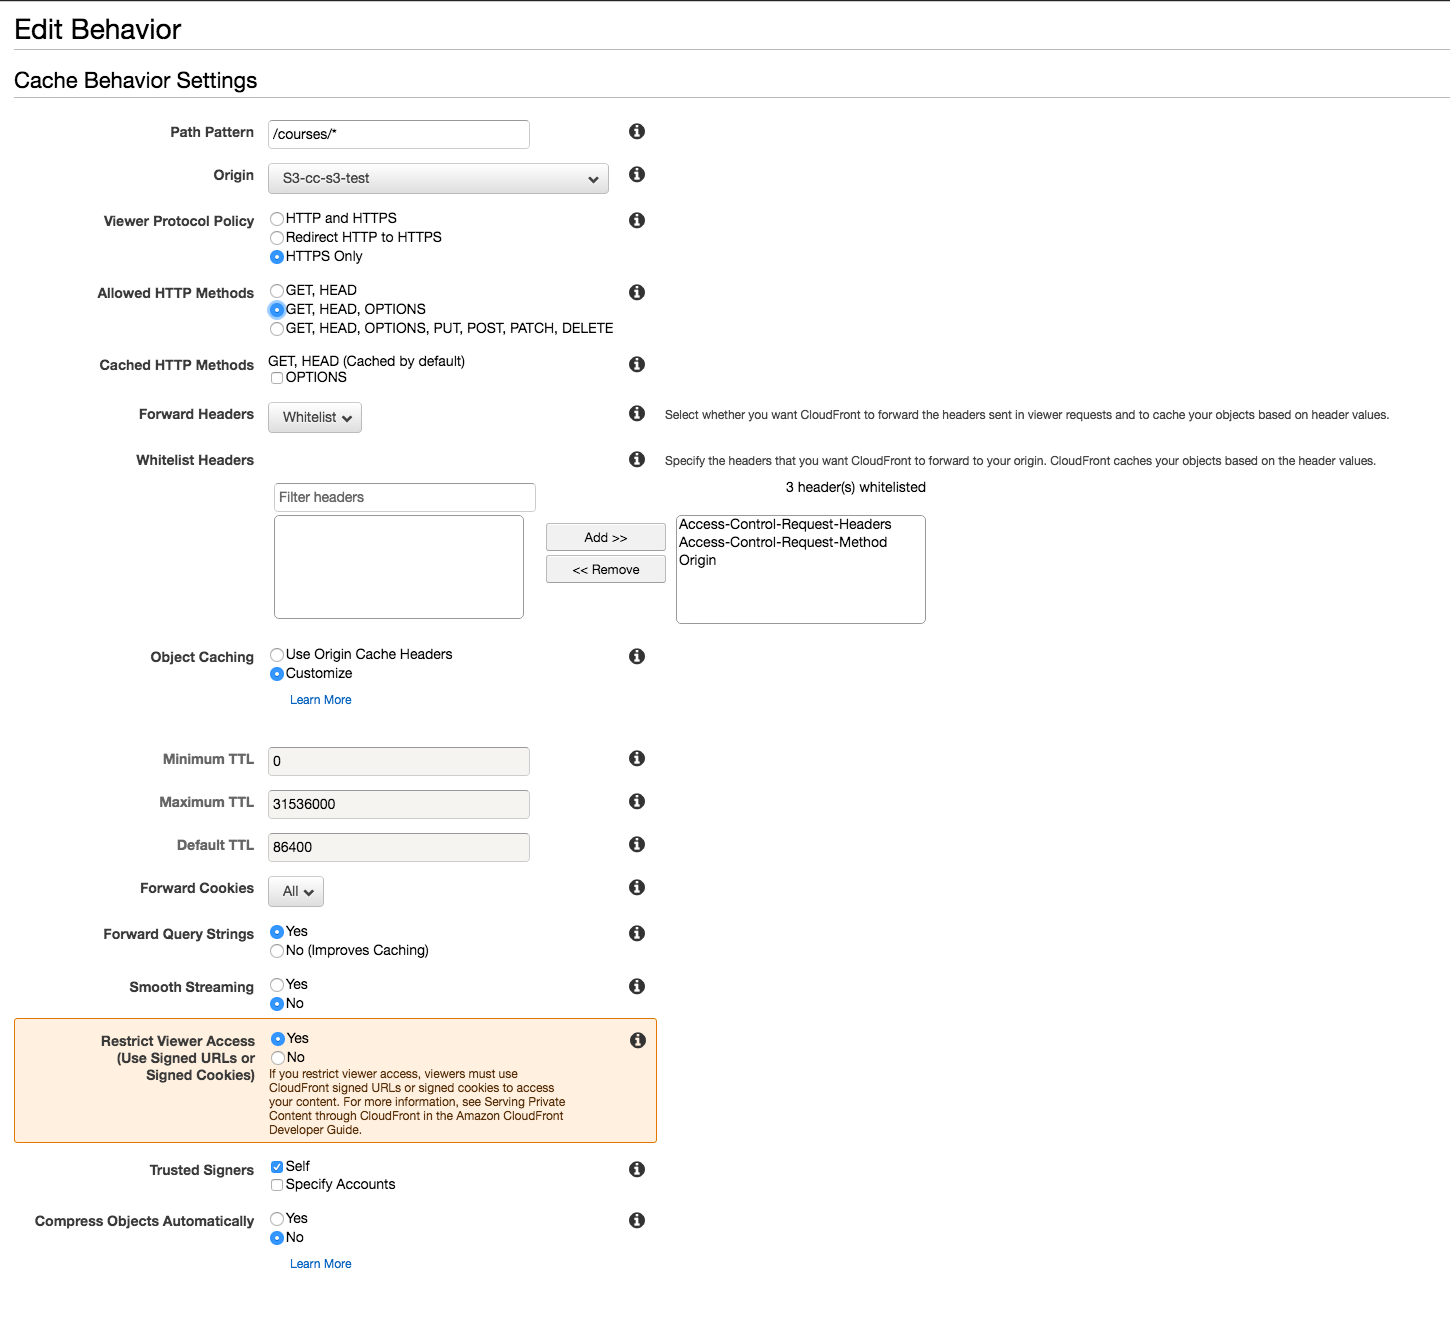 Edit Behavior
Cache Behavior Settings
Path Pattern /courses/*
Origin S3-cc-s3-test
Viewer Protocol Policy HTTP and HTTPS
Redirect HTTP to HTTPS
HTTPS Only
Allowed HTTP Methods GET, HEAD
GET, HEAD, OPTIONS
GET, HEAD, OPTIONS, PUT, POST, PATCH, DELETE
Cached HTTP Methods GET, HEAD (Cached by default)
OPTIONS
Forward Headers Whitelist Select whether you want CloudFront to forward the headers sent in viewer requests and to cache your objects based on header values.
Whitelist Headers Specify the headers that you want CloudFront to forward to your origin. CloudFront caches your objects based on the header values.
3 header(s) whitelisted
Filter headers
Access-Control-Request-Headers
Add >> Access-Control-Request-Method
Origin
<< Remove
Object Caching Use Origin Cache Headers
Customize
Learn More
Minimum TTL 0
Maximum TTL 31536000
Default TTL 86400
Forward Cookies All
Forward Query Strings Yes
No (Improves Caching)
Smooth Streaming Yes
No
Restrict Viewer Access Yes
(Use Signed URLs or No
Signed Cookies) If you restrict viewer access, viewers must use
CloudFront signed URLs or signed cookies to access
your content. For more information, see Serving Private
Content through CloudFront in the Amazon CloudFront
Developer Guide.
Trusted Signers Self
Specify Accounts
Compress Objects Automatically Yes
No
Learn More